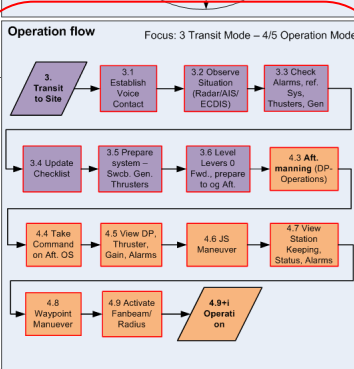 Operation flow
Focus: 3 Transit Mode – 4/5 Operation Mode
3.
Transit
to Site
3.1
Establish
Voice
Contact
3.2 Observe
Situation
(Radar/AIS/
ECDIS)
3.3 Check
Alarms, ref.
Sys,
Thrusters, Gen
3.4 Update
Checklist
3.5 Prepare
system –
Swcb. Gen.
Thrusters
3.6 Level
Levers 0
Fwd., prepare
to og Aft.
4.3 Aft.
manning (DP-
Operations)
4.4 Take
Command
on Aft. OS
4.5 View DP,
Thruster,
Gain, Alarms
4.6 JS
Maneuver
4.7 View
Station
Keeping,
Status, Alarms
4.8
Waypoint
Manuever
4.9 Activate
Fanbeam/
Radius
4.9+i
Operati
on